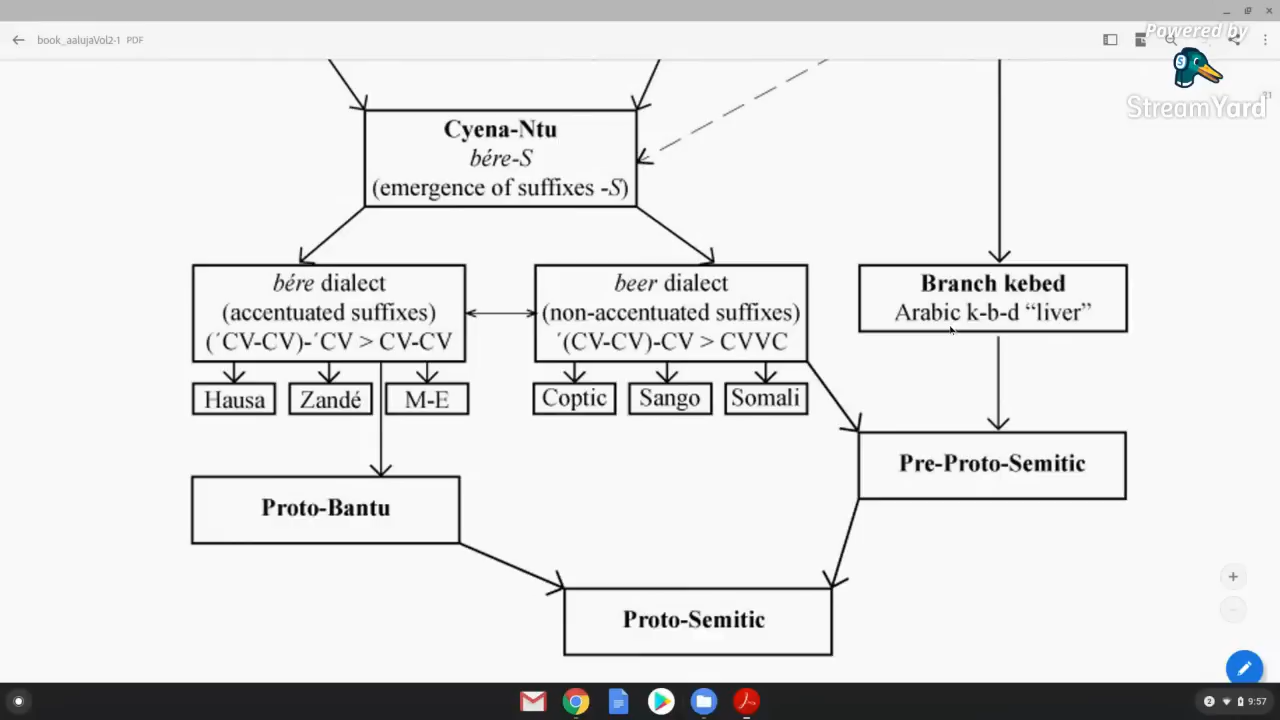 book_aalujaVol2-1 PDF
Powered by
StreamYard
Cyena-Ntu
bére-S
(emergence of suffixes -S)
bére dialect
(accentuated suffixes)
(´CV-CV)-´CV > CV-CV
beer dialect
(non-accentuated suffixes)
´(CV-CV)-CV > CVVC
Branch kebed
Arabic k-b-d “liver”
Hausa
Zandé
M-E
Coptic
Sango
Somali
Pre-Proto-Semitic
Proto-Bantu
Proto-Semitic
9:57